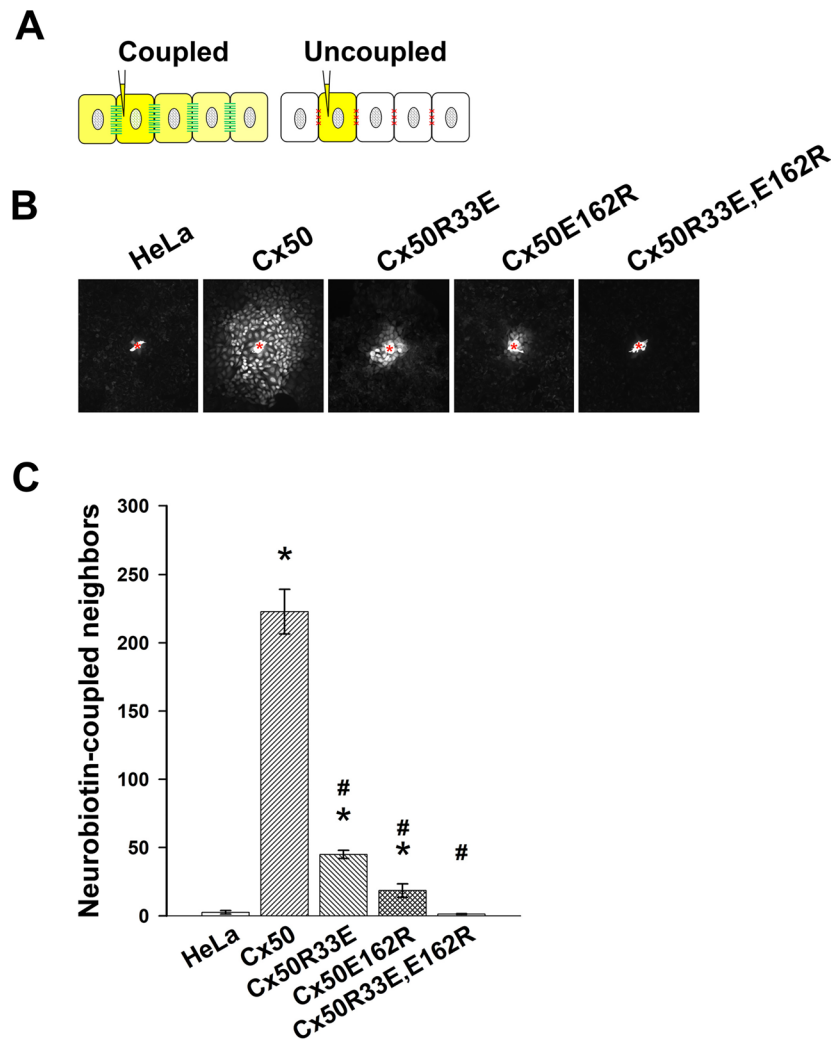 A
Coupled Uncoupled
B
HeLa Cx50 Cx50R33E Cx50E162R Cx50R33E,E162R
* * * * *
C
Neurobiotin-coupled neighbors
300
250
200
150
100
50
0
*
#
*
#
*
#
HeLa Cx50 Cx50R33E Cx50E162R Cx50R33E,E162R